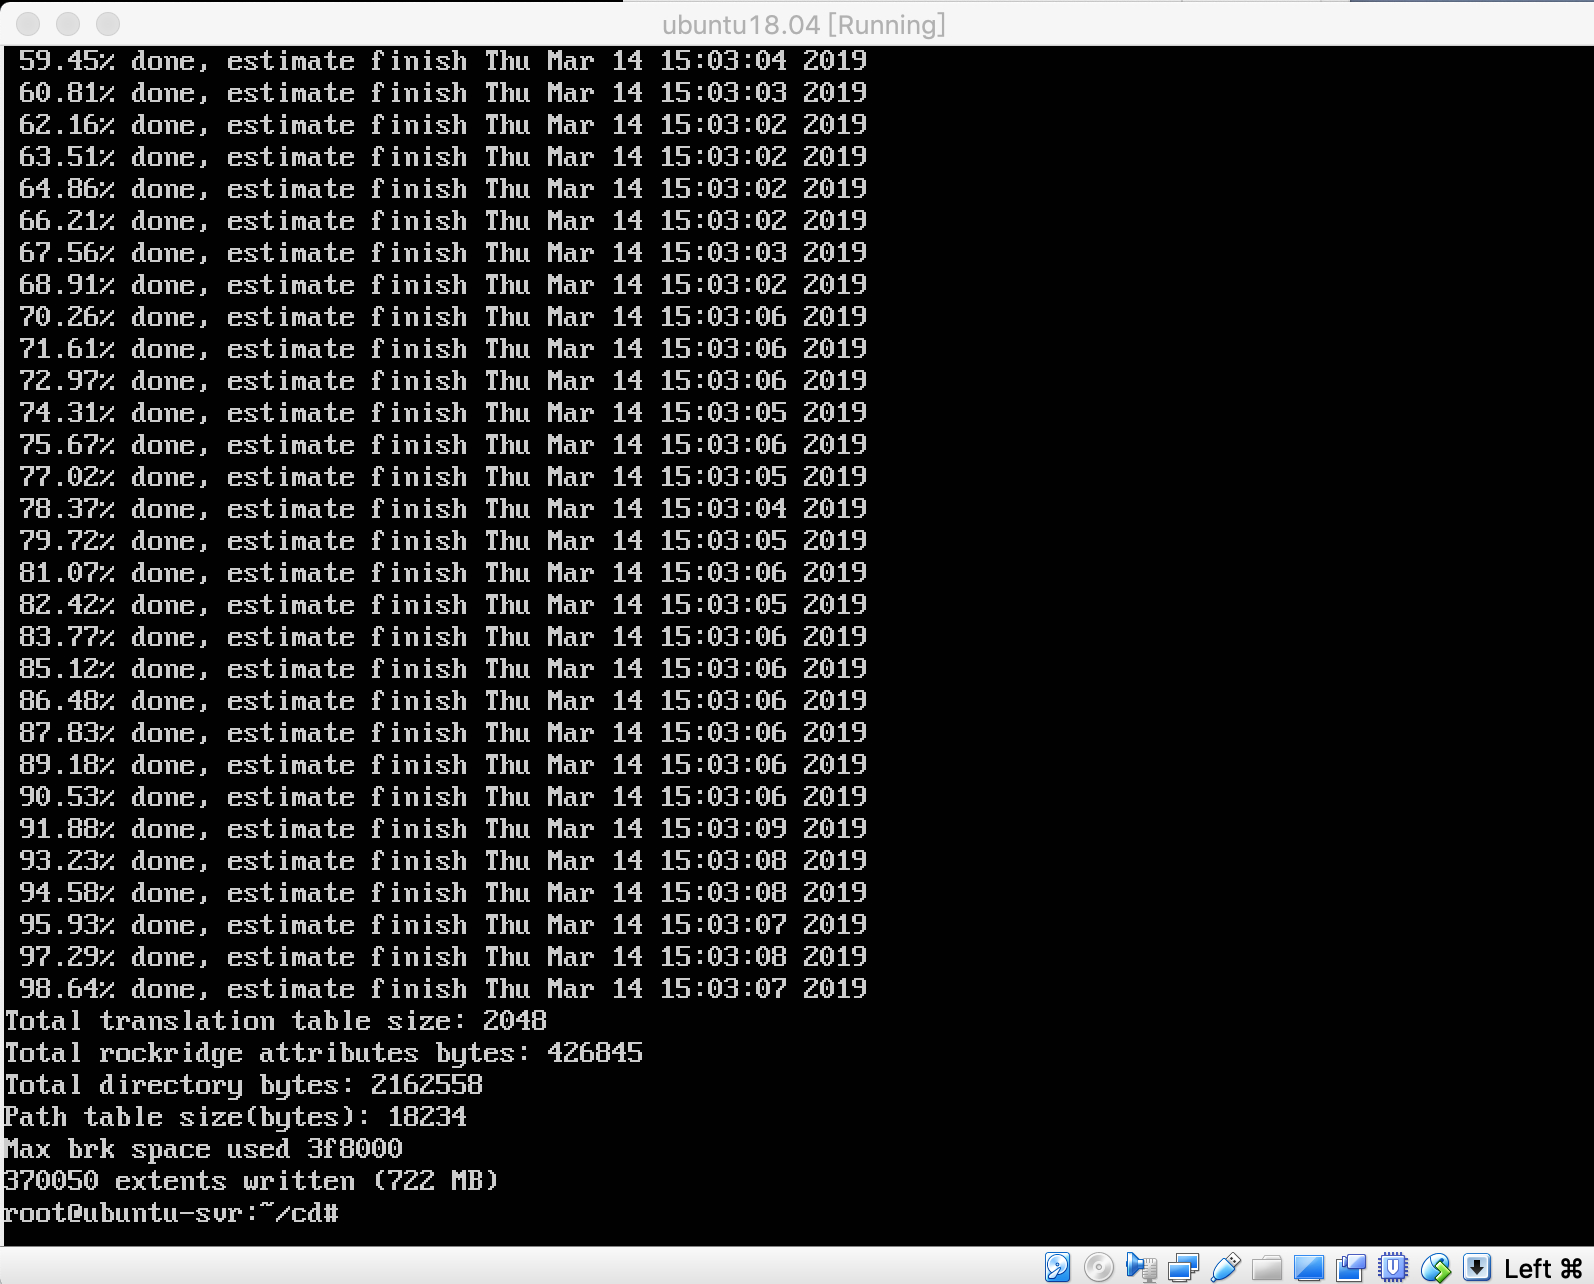 ubuntu18.04 [Running]
59.45% done, estimate finish Thu Mar 14 15:03:04 2019
60.81% done, estimate finish Thu Mar 14 15:03:03 2019
62.16% done, estimate finish Thu Mar 14 15:03:02 2019
63.51% done, estimate finish Thu Mar 14 15:03:02 2019
64.86% done, estimate finish Thu Mar 14 15:03:02 2019
66.21% done, estimate finish Thu Mar 14 15:03:02 2019
67.56% done, estimate finish Thu Mar 14 15:03:03 2019
68.91% done, estimate finish Thu Mar 14 15:03:02 2019
70.26% done, estimate finish Thu Mar 14 15:03:06 2019
71.61% done, estimate finish Thu Mar 14 15:03:06 2019
72.97% done, estimate finish Thu Mar 14 15:03:06 2019
74.31% done, estimate finish Thu Mar 14 15:03:05 2019
75.67% done, estimate finish Thu Mar 14 15:03:06 2019
77.02% done, estimate finish Thu Mar 14 15:03:05 2019
78.37% done, estimate finish Thu Mar 14 15:03:04 2019
79.72% done, estimate finish Thu Mar 14 15:03:05 2019
81.07% done, estimate finish Thu Mar 14 15:03:06 2019
82.42% done, estimate finish Thu Mar 14 15:03:05 2019
83.77% done, estimate finish Thu Mar 14 15:03:06 2019
85.12% done, estimate finish Thu Mar 14 15:03:06 2019
86.48% done, estimate finish Thu Mar 14 15:03:06 2019
87.83% done, estimate finish Thu Mar 14 15:03:06 2019
89.18% done, estimate finish Thu Mar 14 15:03:06 2019
90.53% done, estimate finish Thu Mar 14 15:03:06 2019
91.88% done, estimate finish Thu Mar 14 15:03:09 2019
93.23% done, estimate finish Thu Mar 14 15:03:08 2019
94.58% done, estimate finish Thu Mar 14 15:03:08 2019
95.93% done, estimate finish Thu Mar 14 15:03:07 2019
97.29% done, estimate finish Thu Mar 14 15:03:08 2019
98.64% done, estimate finish Thu Mar 14 15:03:07 2019
Total translation table size: 2048
Total rockridge attributes bytes: 426845
Total directory bytes: 2162558
Path table size(bytes): 18234
Max brk space used 3f8000
370050 extents written (722 MB)
root@ubuntu-svr:~/cd#
Left ⌘